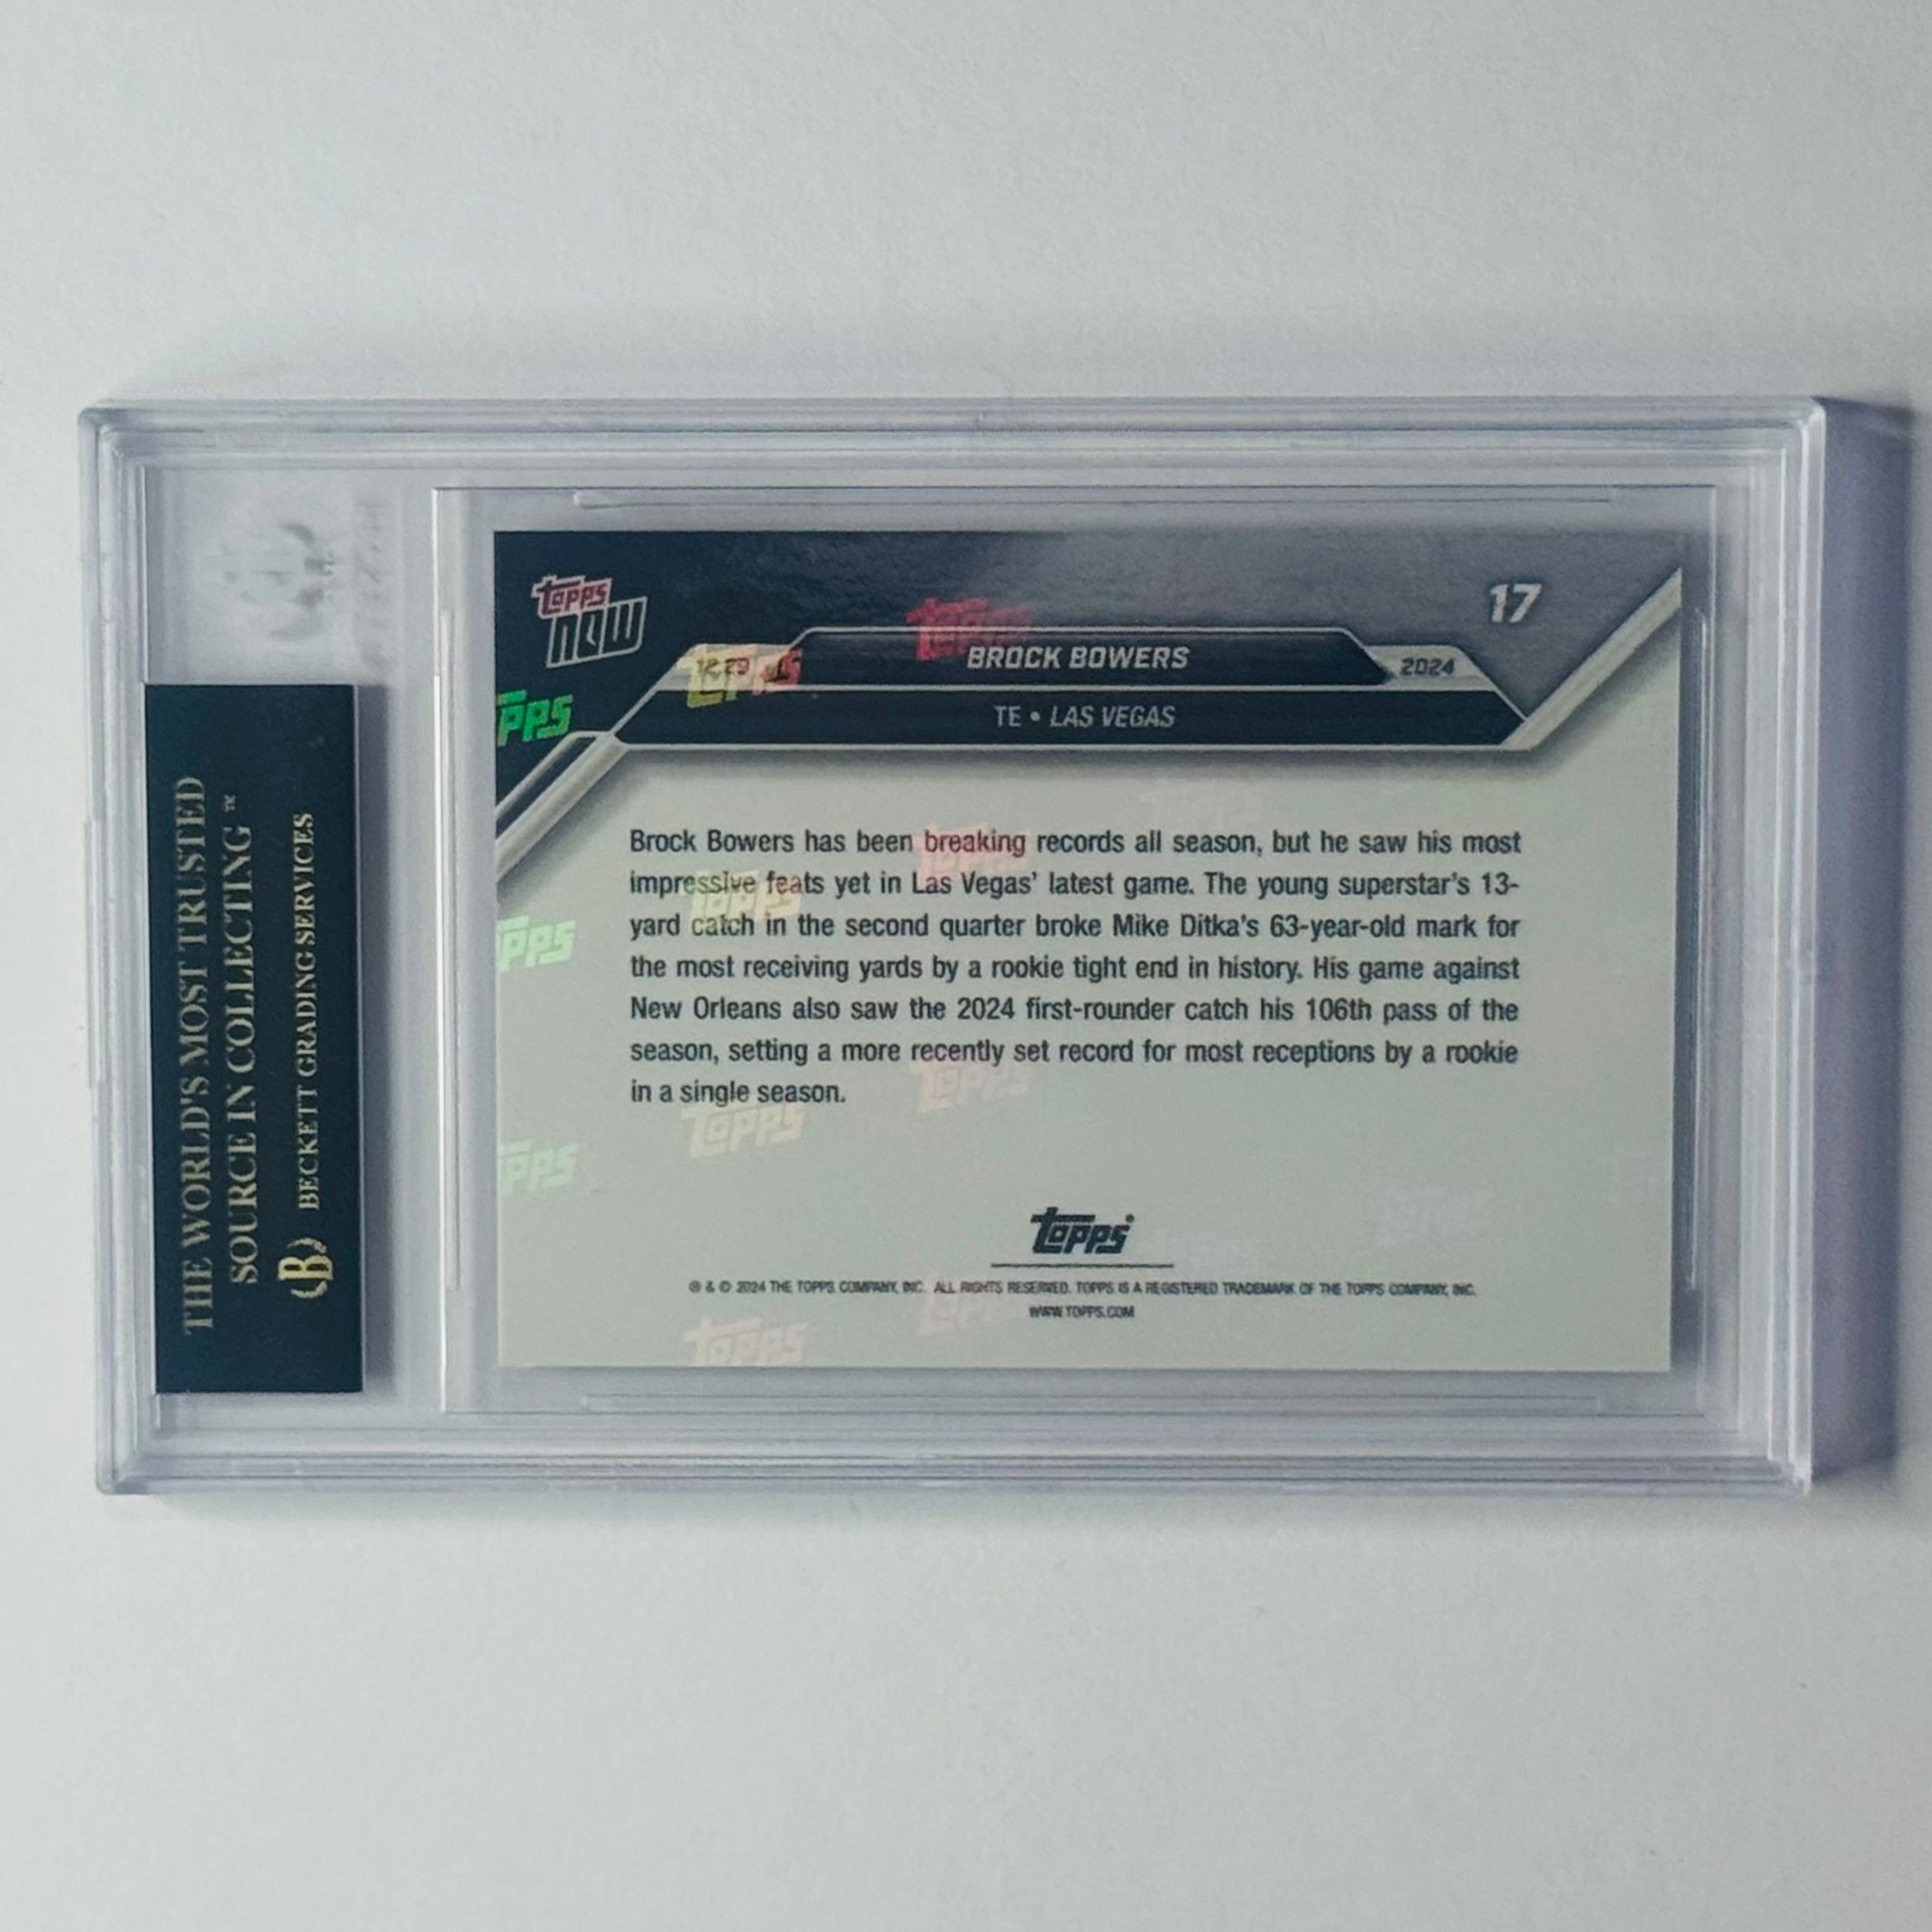 THE WORLD'S MOST TRUSTED
SOURCE IN COLLECTING™
B BECKETT GRADING SERVICES
topps
NOW
17
topps
12.29
topps
BROCK BOWERS
2024
TE • LAS VEGAS
Brock Bowers has been breaking records all season, but he saw his most
impressive feats yet in Las Vegas' latest game. The young superstar's 13-
yard catch in the second quarter broke Mike Ditka's 63-year-old mark for
the most receiving yards by a rookie tight end in history. His game against
New Orleans also saw the 2024 first-rounder catch his 106th pass of the
season, setting a more recently set record for most receptions by a rookie
in a single season.
topps®
® & © 2024 THE TOPPS COMPANY, INC. ALL RIGHTS RESERVED. TOPPS IS A REGISTERED TRADEMARK OF THE TOPPS COMPANY, INC.
WWW.TOPPS.COM